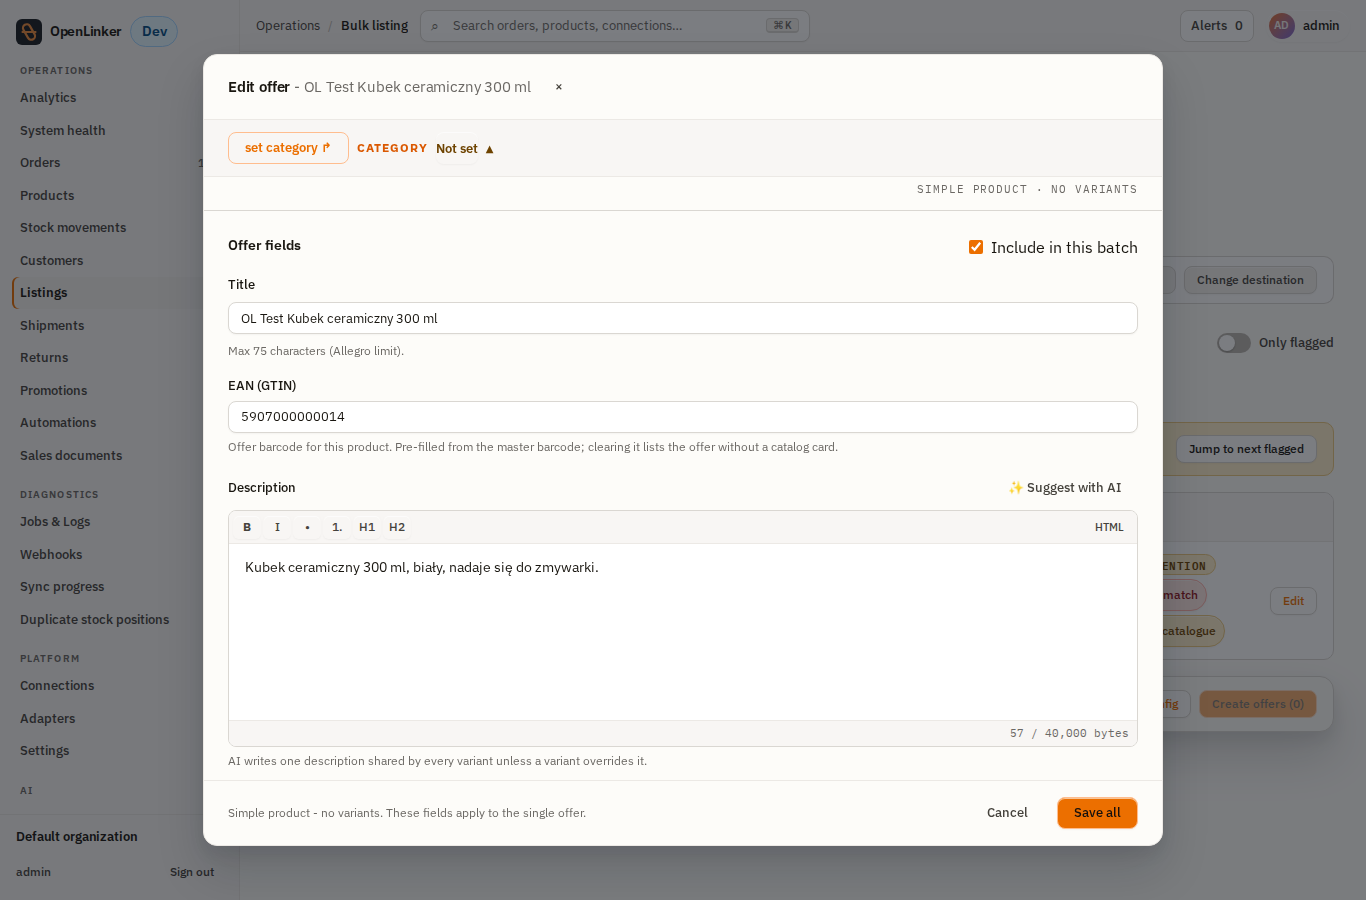 OpenLinker Dev
Operations / Bulk listing
Search orders, products, connections... ⌘K
Alerts 0
AD admin
OPERATIONS
Analytics
System health
Orders
Products
Stock movements
Customers
Listings
Shipments
Returns
Promotions
Automations
Sales documents
DIAGNOSTICS
Jobs & Logs
Webhooks
Sync progress
Duplicate stock positions
PLATFORM
Connections
Adapters
Settings
AI
Default organization
admin Sign out
Edit offer - OL Test Kubek ceramiczny 300 ml ×
set category ↱ CATEGORY Not set ▲
SIMPLE PRODUCT · NO VARIANTS
Offer fields
Include in this batch
Title
OL Test Kubek ceramiczny 300 ml
Max 75 characters (Allegro limit).
EAN (GTIN)
5907000000014
Offer barcode for this product. Pre-filled from the master barcode; clearing it lists the offer without a catalog card.
Description
✨ Suggest with AI
B I • 1. H1 H2 HTML
Kubek ceramiczny 300 ml, biały, nadaje się do zmywarki.
57 / 40,000 bytes
AI writes one description shared by every variant unless a variant overrides it.
Simple product - no variants. These fields apply to the single offer.
Cancel
Save all
Change destination
Only flagged
Jump to next flagged
match
catalogue
Edit
Create offers (0)